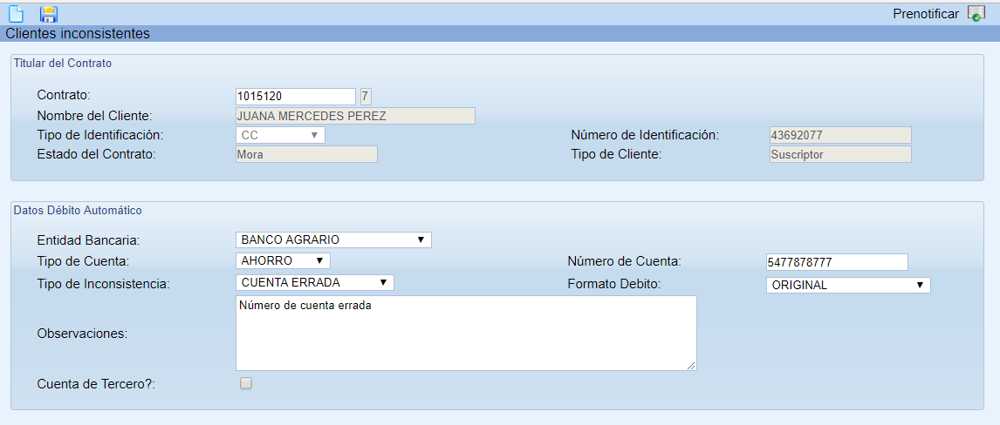 Prenotificar
Clientes inconsistentes
Titular del Contrato
Contrato: 1015120 7
Nombre del Cliente: JUANA MERCEDES PEREZ
Tipo de Identificación: CC Número de Identificación: 43692077
Estado del Contrato: Mora Tipo de Cliente: Suscriptor
Datos Débito Automático
Entidad Bancaria: BANCO AGRARIO
Tipo de Cuenta: AHORRO Número de Cuenta: 5477878777
Tipo de Inconsistencia: CUENTA ERRADA Formato Debito: ORIGINAL
Número de cuenta errada
Observaciones:
Cuenta de Tercero?: